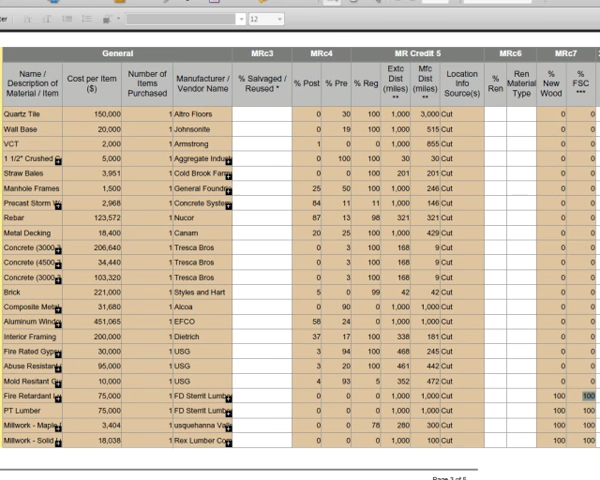 12
General MRc3 MRc4 MR Credit 5 MRc6 MRc7
Name / Description of Material / Item Cost per Item ($) Number of Items Purchased Manufacturer / Vendor Name % Salvaged / Reused * % Post % Pre % Reg Extc Dist (miles) ** Mfc Dist (miles) ** Location Info Source(s) % Ren Ren Material Type % New Wood % FSC ***
Quartz Tile 150,000 1 Altro Floors 0 30 100 1,000 3,000 Cut 0 0
Wall Base 20,000 1 Johnsonite 0 19 100 1,000 515 Cut 0 0
VCT 2,000 1 Armstrong 1 0 0 1,000 855 Cut 0 0
1 1/2" Crushed 5,000 1 Aggregate Indust 0 100 100 30 30 Cut 0 0
Straw Bales 3,951 1 Cold Brook Farm 0 0 100 201 201 Cut 0 0
Manhole Frames 1,500 1 General Foundri 25 50 100 1,000 246 Cut 0 0
Precast Storm W 2,968 1 Concrete System 84 11 11 1,000 146 Cut 0 0
Rebar 123,572 1 Nucor 87 13 98 321 321 Cut 0 0
Metal Decking 18,400 1 Canam 20 25 100 1,000 429 Cut 0 0
Concrete (3000 206,640 1 Tresca Bros 0 3 100 168 9 Cut 0 0
Concrete (4500 34,440 1 Tresca Bros 0 3 100 168 9 Cut 0 0
Concrete (3000 103,320 1 Tresca Bros 0 3 100 168 9 Cut 0 0
Brick 221,000 1 Styles and Hart 5 0 99 42 42 Cut 0 0
Composite Metal 31,680 1 Alcoa 0 90 0 1,000 1,000 Cut 0 0
Aluminum Windo 451,065 1 EFCO 58 24 0 1,000 1,000 Cut 0 0
Interior Framing 200,000 1 Dietrich 37 17 100 338 181 Cut 0 0
Fire Rated Gyps 30,000 1 USG 3 94 100 468 245 Cut 0 0
Abuse Resistan 95,000 1 USG 3 20 100 461 442 Cut 0 0
Mold Resitant G 10,000 1 USG 4 93 5 352 472 Cut 0 0
Fire Retardant 75,000 1 FD Sterrit Lumb 0 0 0 1,000 1,000 Cut 100 100
PT Lumber 75,000 1 FD Sterrit Lumb 0 0 0 1,000 1,000 Cut 100 100
Millwork - Maple 3,404 1 usquehanna Vall 0 0 78 280 300 Cut 100 100
Millwork - Solid 18,038 1 Rex Lumber Com 0 0 0 1,000 100 Cut 100 100
Page 3 of 5